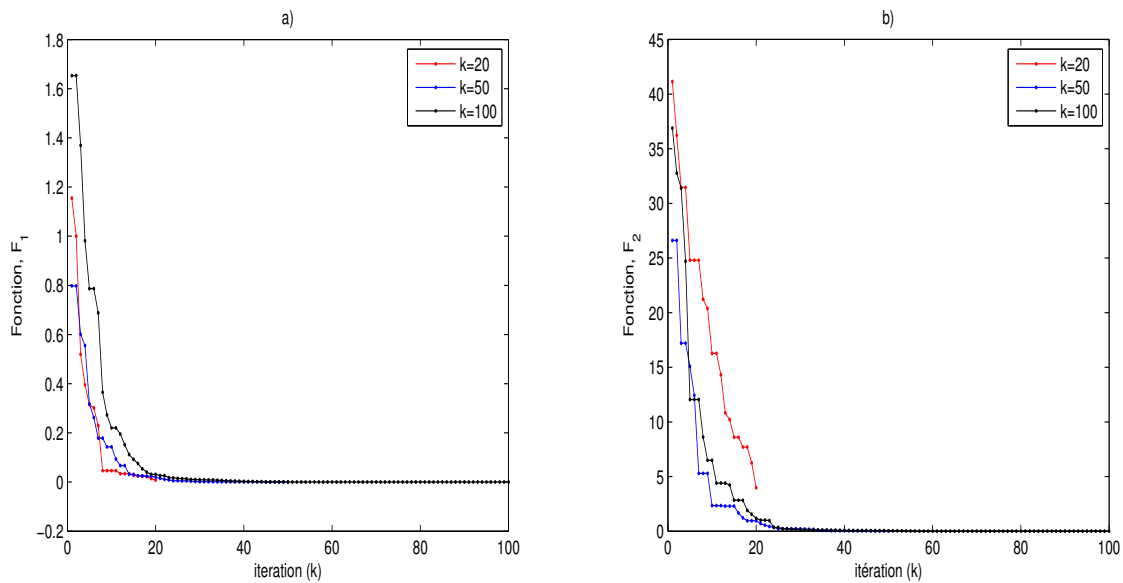 a)
1.8
1.6
1.4
1.2
1
0.8
0.6
0.4
0.2
0
−0.2
0 20 40 60 80 100
Fonction, F1
iteration (k)
k=20
k=50
k=100
b)
45
40
35
30
25
20
15
10
5
0
0 20 40 60 80 100
Fonction, F2
itération (k)
k=20
k=50
k=100